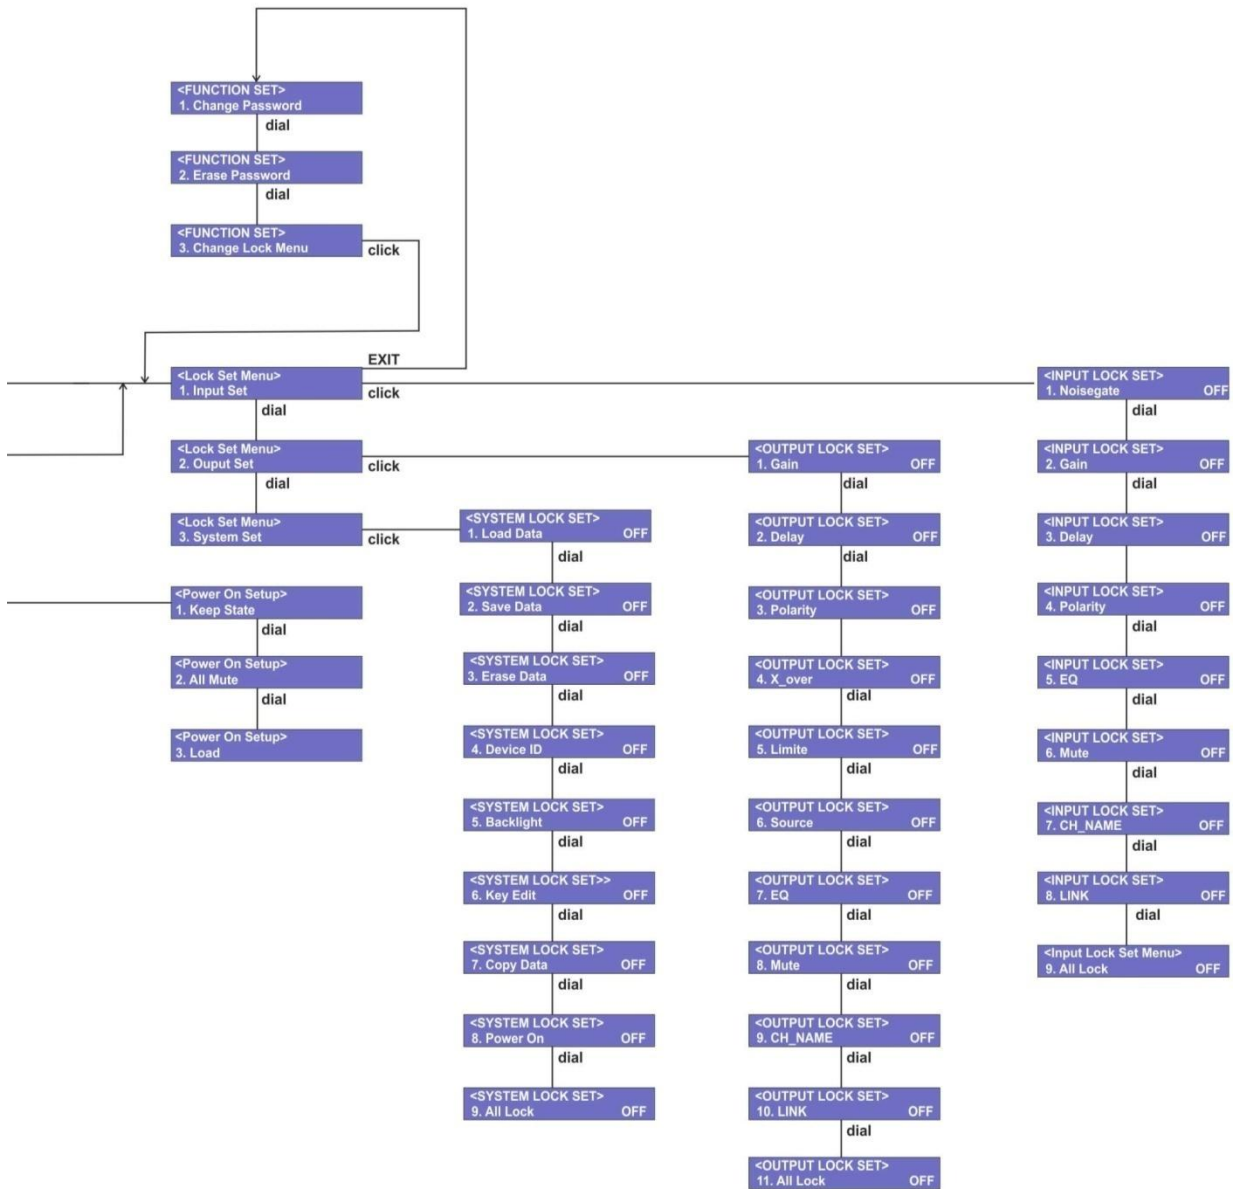 <FUNCTION SET>
1. Change Password
dial
<FUNCTION SET>
2. Erase Password
dial
<FUNCTION SET>
3. Change Lock Menu
click
EXIT
<Lock Set Menu>
1. Input Set
click
dial
<Lock Set Menu>
2. Ouput Set
click
dial
<Lock Set Menu>
3. System Set
click
<Power On Setup>
1. Keep State
dial
<Power On Setup>
2. All Mute
dial
<Power On Setup>
3. Load
<SYSTEM LOCK SET>
1. Load Data OFF
dial
<SYSTEM LOCK SET>
2. Save Data OFF
dial
<SYSTEM LOCK SET>
3. Erase Data OFF
dial
<SYSTEM LOCK SET>
4. Device ID OFF
dial
<SYSTEM LOCK SET>
5. Backlight OFF
dial
<SYSTEM LOCK SET>>
6. Key Edit OFF
dial
<SYSTEM LOCK SET>
7. Copy Data OFF
dial
<SYSTEM LOCK SET>
8. Power On OFF
dial
<SYSTEM LOCK SET>
9. All Lock OFF
<OUTPUT LOCK SET>
1. Gain OFF
dial
<OUTPUT LOCK SET>
2. Delay OFF
dial
<OUTPUT LOCK SET>
3. Polarity OFF
<OUTPUT LOCK SET>
4. X_over OFF
dial
<OUTPUT LOCK SET>
5. Limite OFF
dial
<OUTPUT LOCK SET>
6. Source OFF
dial
<OUTPUT LOCK SET>
7. EQ OFF
dial
<OUTPUT LOCK SET>
8. Mute OFF
dial
<OUTPUT LOCK SET>
9. CH_NAME OFF
dial
<OUTPUT LOCK SET>
10. LINK OFF
dial
<OUTPUT LOCK SET>
11. All Lock OFF
<INPUT LOCK SET>
1. Noisegate OFF
dial
<INPUT LOCK SET>
2. Gain OFF
dial
<INPUT LOCK SET>
3. Delay OFF
<INPUT LOCK SET>
4. Polarity OFF
dial
<INPUT LOCK SET>
5. EQ OFF
dial
<INPUT LOCK SET>
6. Mute OFF
dial
<INPUT LOCK SET>
7. CH_NAME OFF
dial
<INPUT LOCK SET>
8. LINK OFF
dial
<Input Lock Set Menu>
9. All Lock OFF